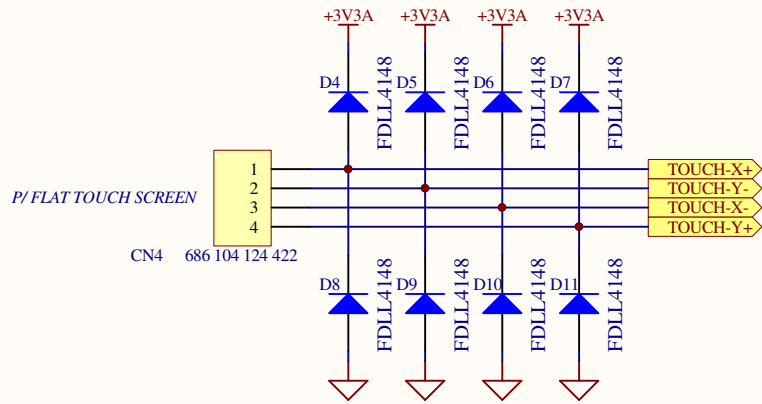 +3V3A +3V3A +3V3A +3V3A
D4 FDLL4148 D5 FDLL4148 D6 FDLL4148 D7 FDLL4148
1 TOUCH-X+
P/ FLAT TOUCH SCREEN 2 TOUCH-Y-
3 TOUCH-X-
4 TOUCH-Y+
CN4 686 104 124 422
D8 FDLL4148 D9 FDLL4148 D10 FDLL4148 D11 FDLL4148